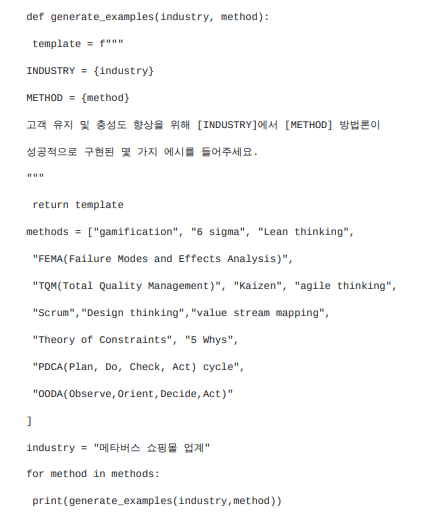 def generate_examples(industry, method):
template = f"""
INDUSTRY = {industry}
METHOD = {method}
고객 유지 및 충성도 향상을 위해 [INDUSTRY]에서 [METHOD] 방법론이
성공적으로 구현된 몇 가지 예시를 들어주세요.
"""
return template
methods = ["gamification", "6 sigma", "Lean thinking",
"FEMA(Failure Modes and Effects Analysis)",
"TQM(Total Quality Management)", "Kaizen", "agile thinking",
"Scrum","Design thinking","value stream mapping",
"Theory of Constraints", "5 Whys",
"PDCA(Plan, Do, Check, Act) cycle",
"OODA(Observe,Orient,Decide,Act)"
]
industry = "메타버스 쇼핑몰 업계"
for method in methods:
print(generate_examples(industry,method))